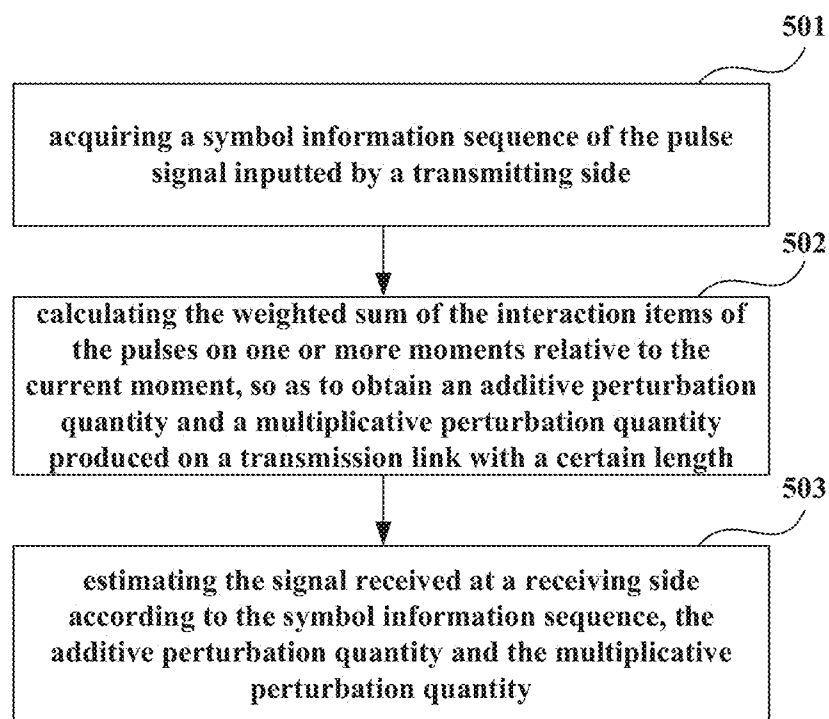 501
acquiring a symbol information sequence of the pulse
signal inputted by a transmitting side
502
calculating the weighted sum of the interaction items of
the pulses on one or more moments relative to the
current moment, so as to obtain an additive perturbation
quantity and a multiplicative perturbation quantity
produced on a transmission link with a certain length
503
estimating the signal received at a receiving side
according to the symbol information sequence, the
additive perturbation quantity and the multiplicative
perturbation quantity